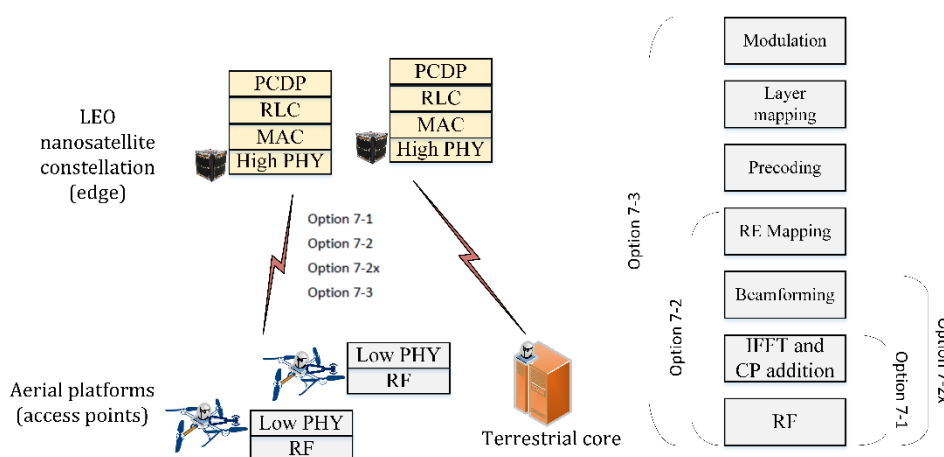 PCDP
RLC
MAC
High PHY
PCDP
RLC
MAC
High PHY
LEO
nanosatellite
constellation
(edge)
Option 7-1
Option 7-2
Option 7-2x
Option 7-3
Aerial platforms
(access points)
Low PHY
RF
Low PHY
RF
Terrestrial core
Option 7-3
Option 7-2
Modulation
Layer
mapping
Precoding
RE Mapping
Beamforming
IFFT and
CP addition
RF
Option 7-1
Option 7-2x